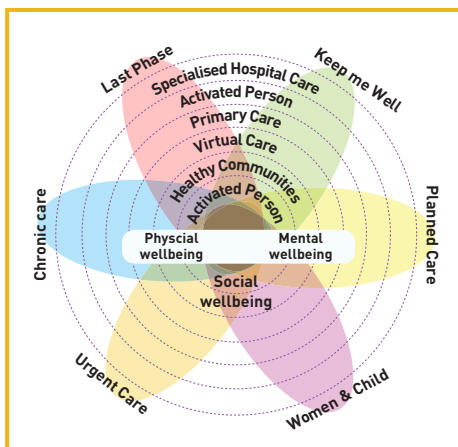 Last Phase
Keep me Well
Specialised Hospital Care
Activated Person
Primary Care
Virtual Care
Healthy Communities
Activated Person
Chronic care
Physcial
wellbeing
Mental
wellbeing
Planned Care
Social
wellbeing
Urgent Care
Women & Child